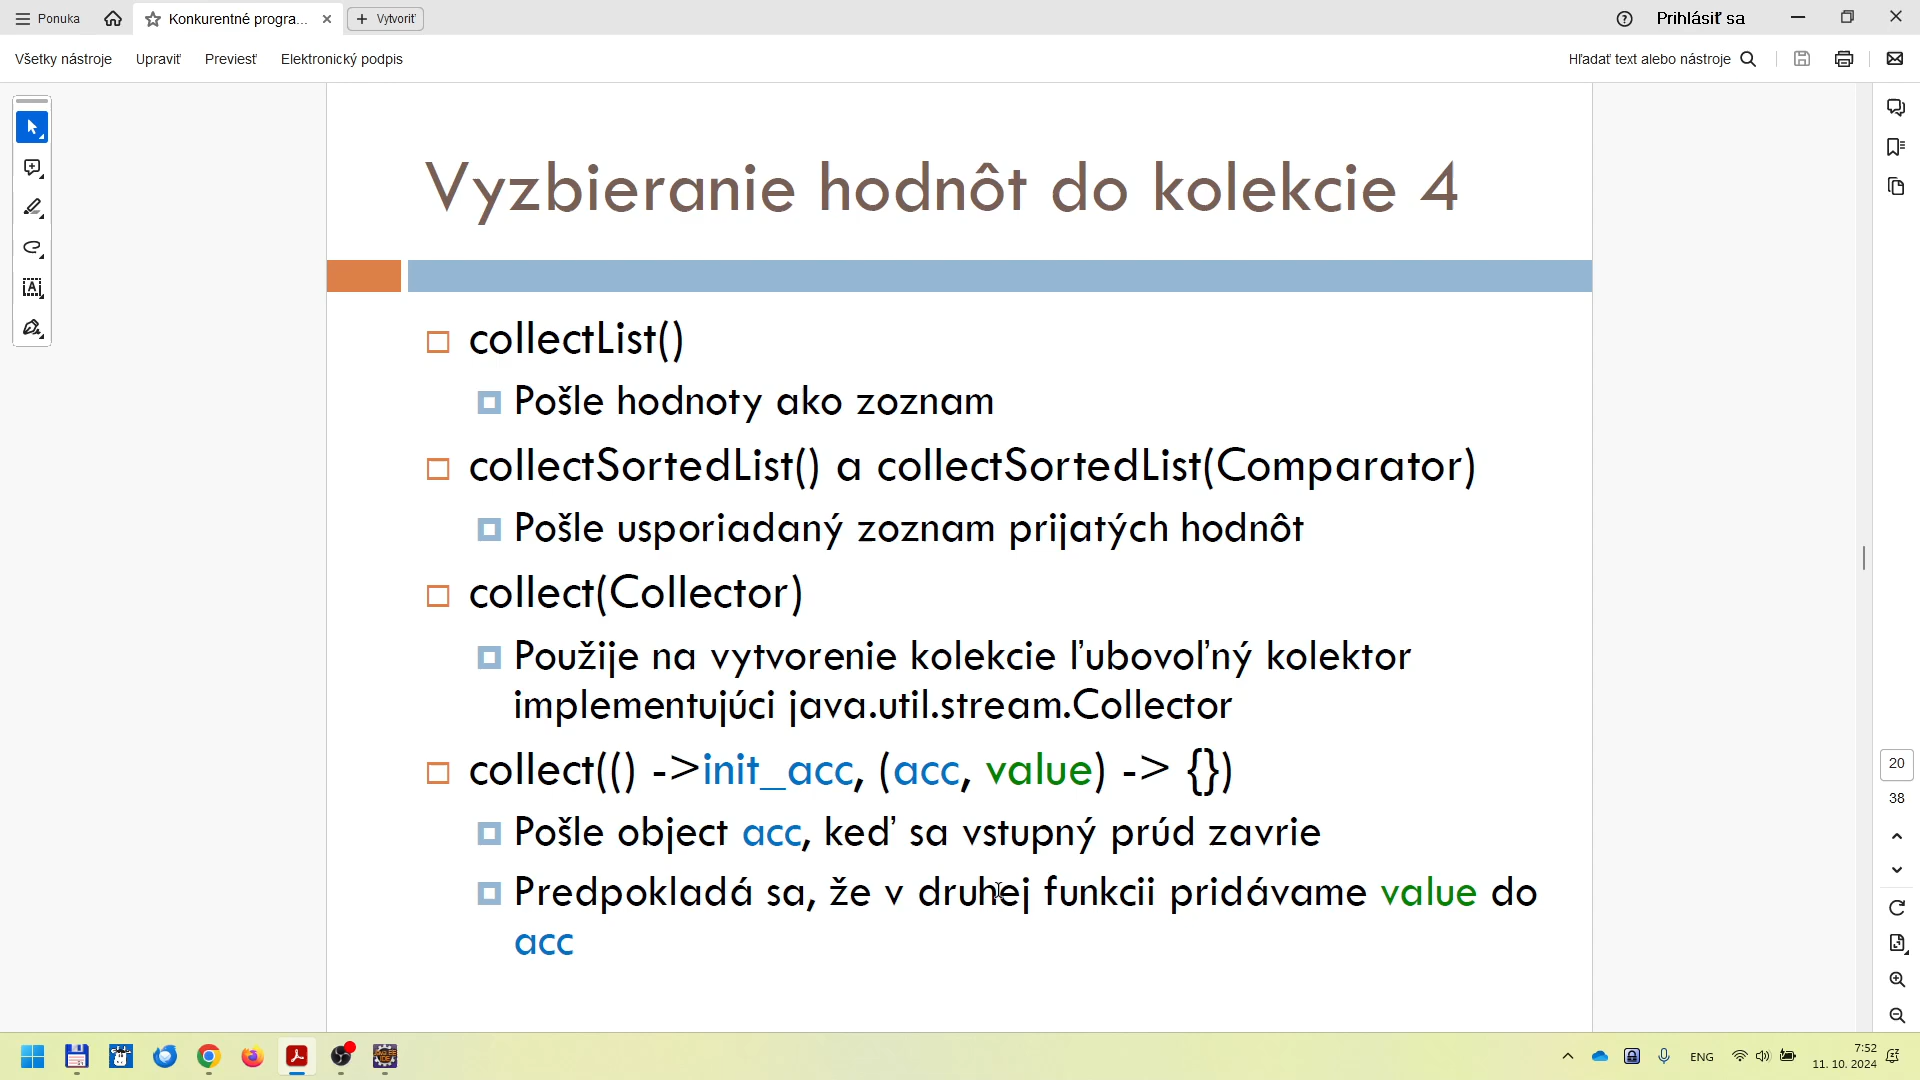 Ponuka
Konkurentné progra...
Vytvoriť
Prihlásiť sa
Všetky nástroje
Upraviť
Previesť
Elektronický podpis
Hľadať text alebo nástroje
Vyzbieranie hodnôt do kolekcie 4
collectList()
Pošle hodnoty ako zoznam
collectSortedList() a collectSortedList(Comparator)
Pošle usporiadaný zoznam prijatých hodnôt
collect(Collector)
Použije na vytvorenie kolekcie ľubovoľný kolektor
implementujúci java.util.stream.Collector
collect(() ->init_acc, (acc, value) -> {})
Pošle object acc, keď sa vstupný prúd zavrie
Predpokladá sa, že v druhej funkcii pridávame value do
acc
20
38
ENG
7:52
11. 10. 2024